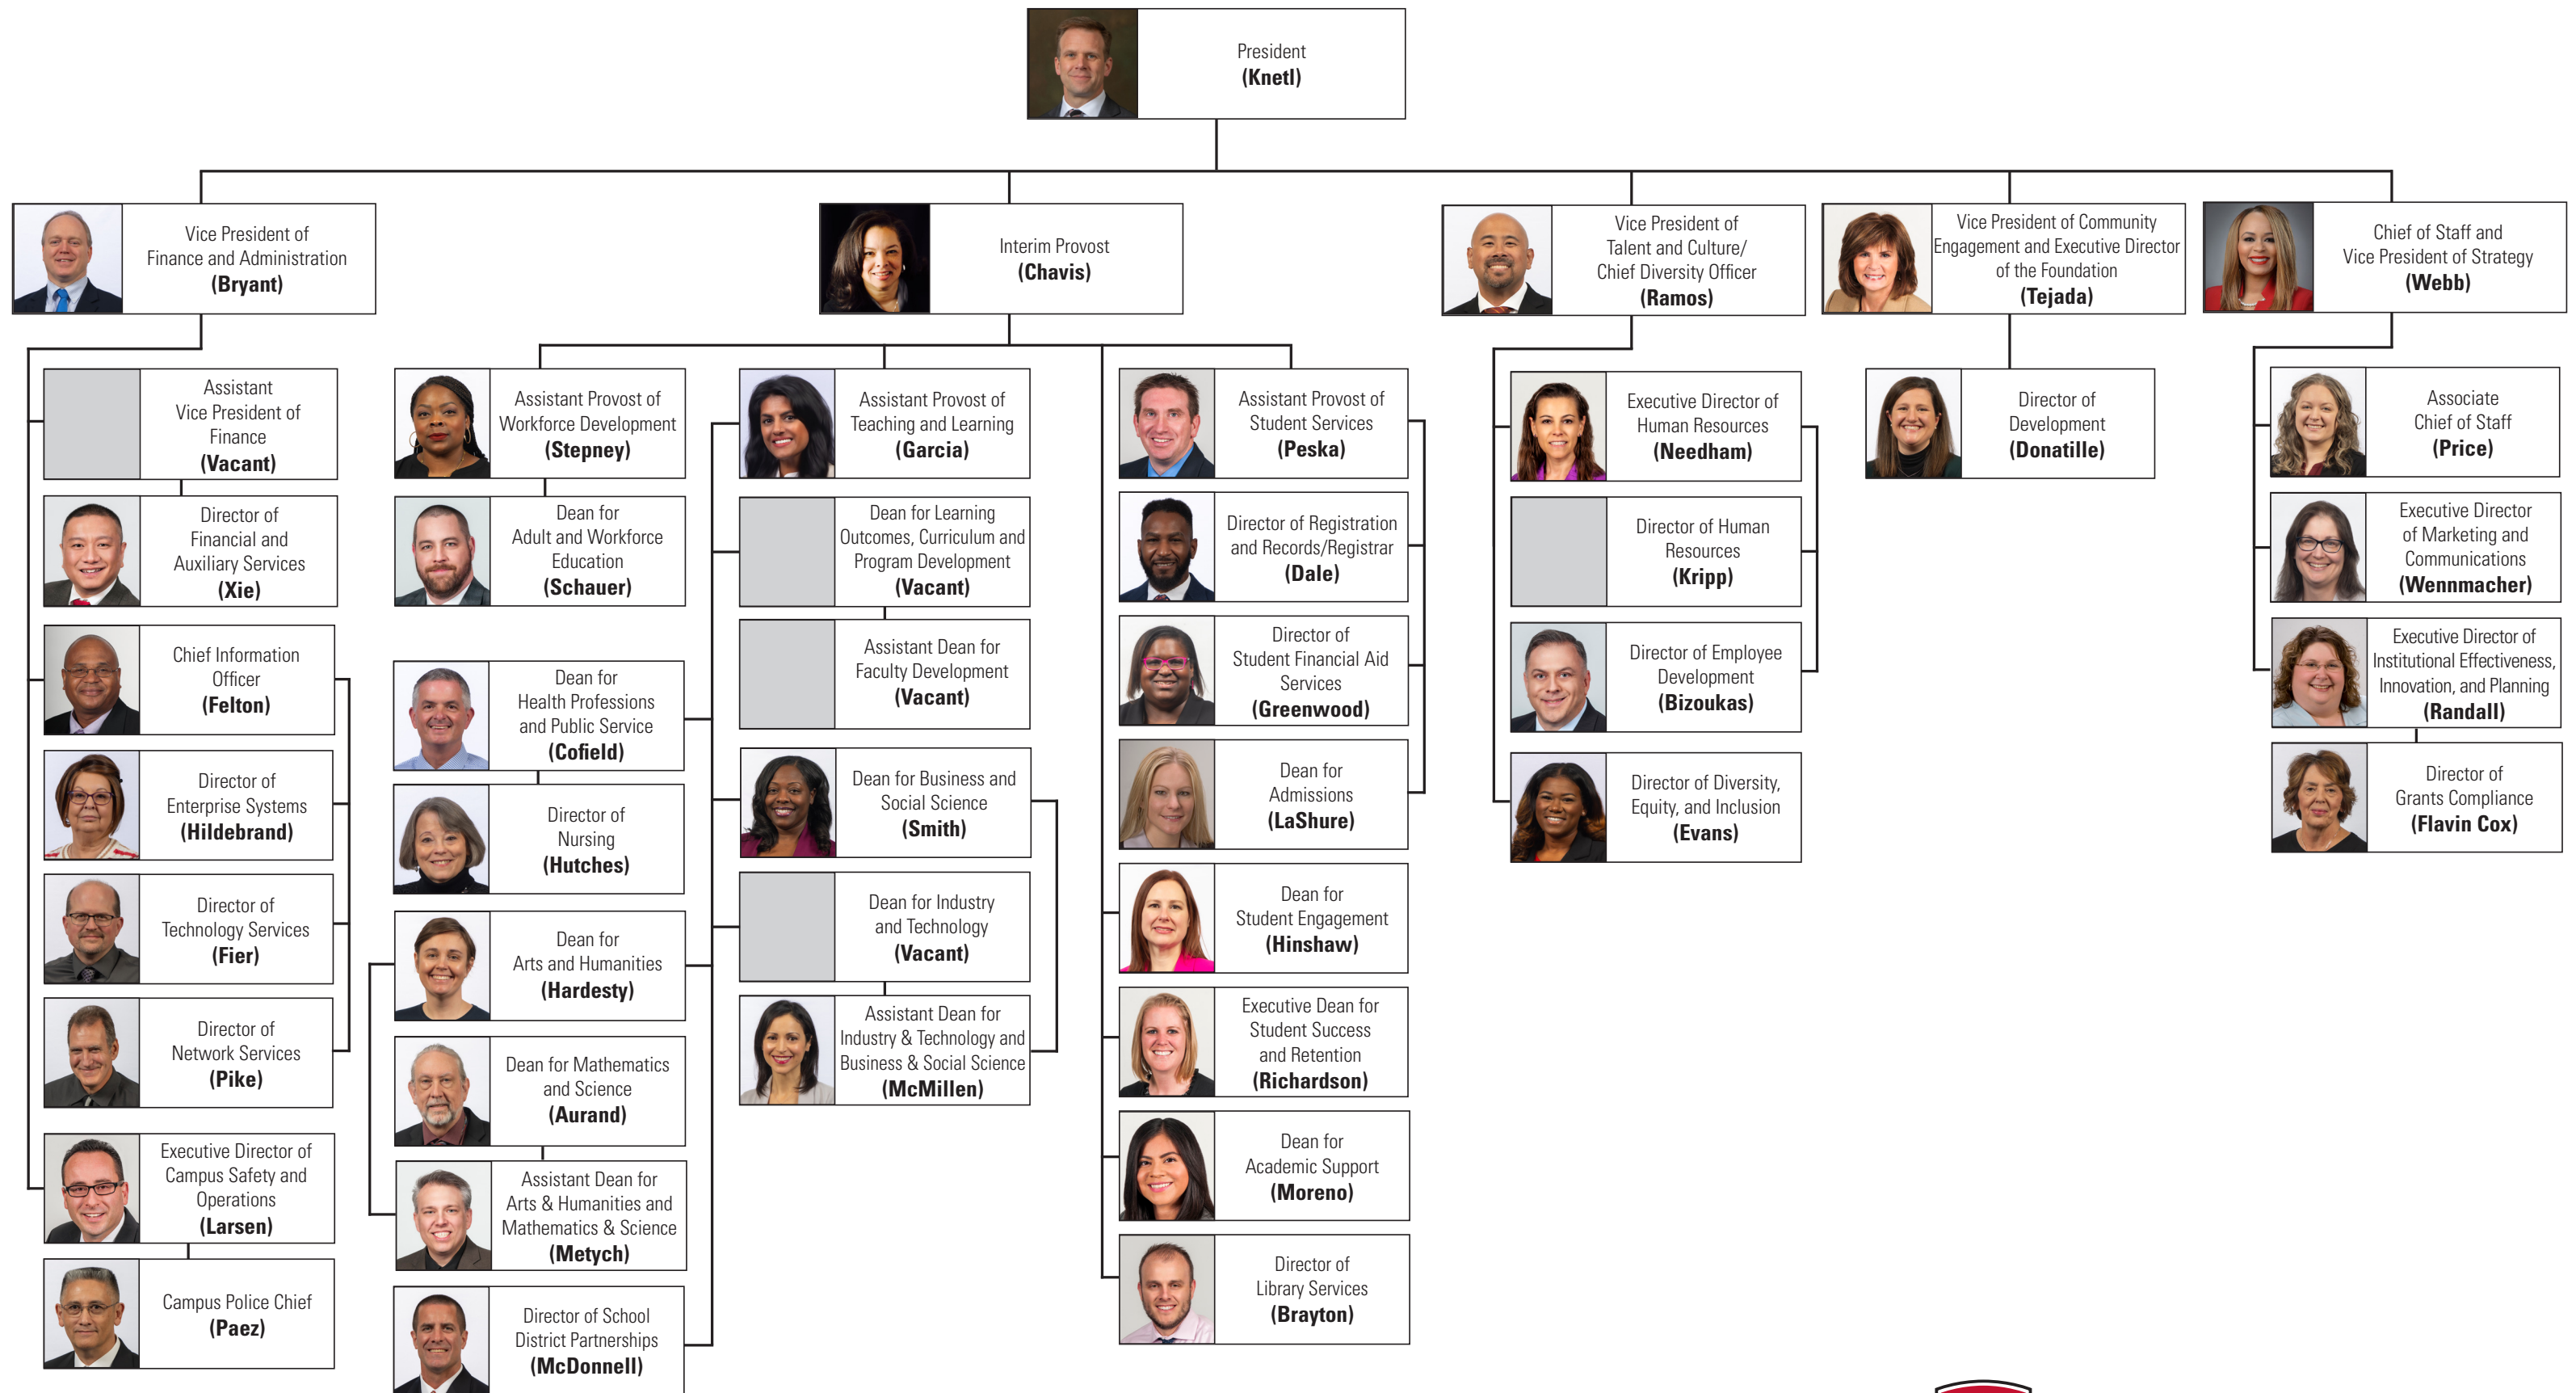 President
(Knetl)
Vice President of
Finance and Administration
(Bryant)
Interim Provost
(Chavis)
Vice President of
Talent and Culture/
Chief Diversity Officer
(Ramos)
Vice President of Community
Engagement and Executive Director
of the Foundation
(Tejada)
Chief of Staff and
Vice President of Strategy
(Webb)
Assistant
Vice President of
Finance
(Vacant)
Director of
Financial and
Auxiliary Services
(Xie)
Chief Information
Officer
(Felton)
Director of
Enterprise Systems
(Hildebrand)
Director of
Technology Services
(Fier)
Director of
Network Services
(Pike)
Executive Director of
Campus Safety and
Operations
(Larsen)
Campus Police Chief
(Paez)
Assistant Provost of
Workforce Development
(Stepney)
Dean for
Adult and Workforce
Education
(Schauer)
Dean for
Health Professions
and Public Service
(Cofield)
Director of
Nursing
(Hutches)
Dean for
Arts and Humanities
(Hardesty)
Dean for Mathematics
and Science
(Aurand)
Assistant Dean for
Arts & Humanities and
Mathematics & Science
(Metych)
Director of School
District Partnerships
(McDonnell)
Assistant Provost of
Teaching and Learning
(Garcia)
Dean for Learning
Outcomes, Curriculum and
Program Development
(Vacant)
Assistant Dean for
Faculty Development
(Vacant)
Dean for Business and
Social Science
(Smith)
Dean for Industry
and Technology
(Vacant)
Assistant Dean for
Industry & Technology and
Business & Social Science
(McMillen)
Assistant Provost of
Student Services
(Peska)
Director of Registration
and Records/Registrar
(Dale)
Director of
Student Financial Aid
Services
(Greenwood)
Dean for
Admissions
(LaShure)
Dean for
Student Engagement
(Hinshaw)
Executive Dean for
Student Success
and Retention
(Richardson)
Dean for
Academic Support
(Moreno)
Director of
Library Services
(Brayton)
Executive Director of
Human Resources
(Needham)
Director of Human
Resources
(Kripp)
Director of Employee
Development
(Bizoukas)
Director of Diversity,
Equity, and Inclusion
(Evans)
Director of
Development
(Donatille)
Associate
Chief of Staff
(Price)
Executive Director
of Marketing and
Communications
(Wennmacher)
Executive Director of
Institutional Effectiveness,
Innovation, and Planning
(Randall)
Director of
Grants Compliance
(Flavin Cox)